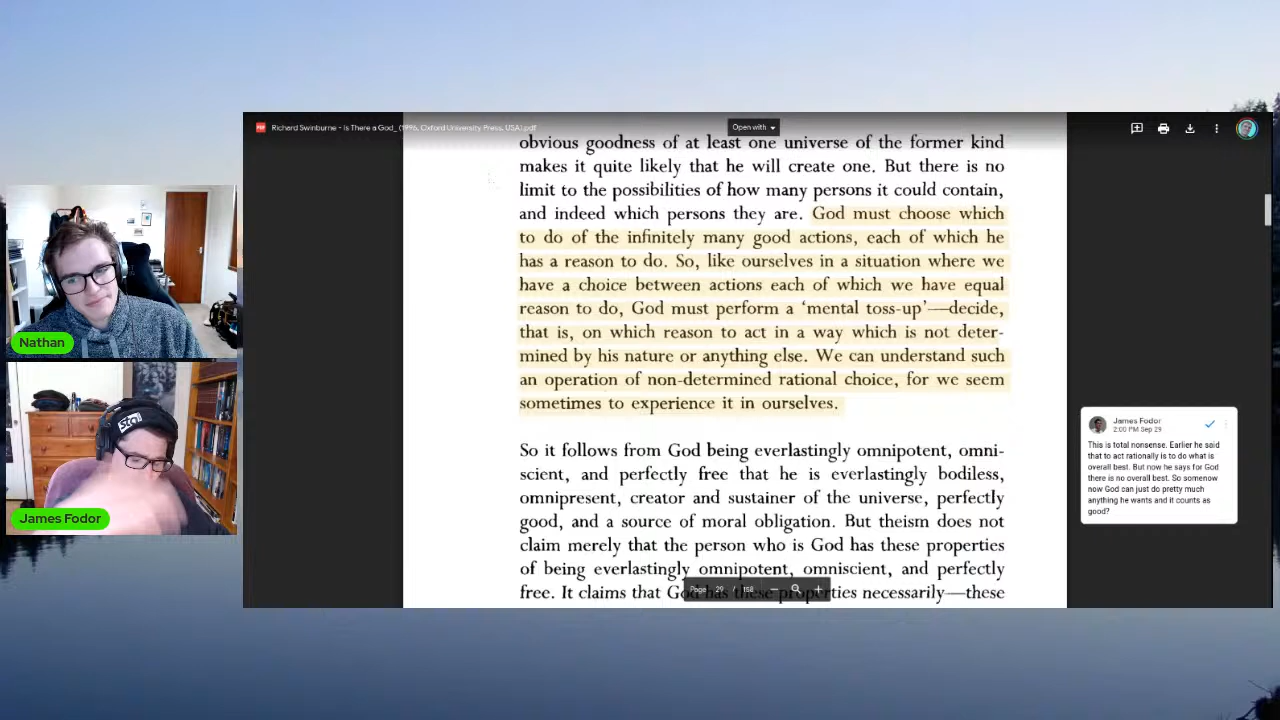 Richard Swinburne - Is There a God_ (1996, Oxford University Press, USA).pdf
Open with
obvious goodness of at least one universe of the former kind
makes it quite likely that he will create one. But there is no
limit to the possibilities of how many persons it could contain,
and indeed which persons they are. God must choose which
to do of the infinitely many good actions, each of which he
has a reason to do. So, like ourselves in a situation where we
have a choice between actions each of which we have equal
reason to do, God must perform a ‘mental toss-up’—decide,
that is, on which reason to act in a way which is not deter-
mined by his nature or anything else. We can understand such
an operation of non-determined rational choice, for we seem
sometimes to experience it in ourselves.
So it follows from God being everlastingly omnipotent, omni-
scient, and perfectly free that he is everlastingly bodiless,
omnipresent, creator and sustainer of the universe, perfectly
good, and a source of moral obligation. But theism does not
claim merely that the person who is God has these properties
of being everlastingly omnipotent, omniscient, and perfectly
free. It claims that God has these properties necessarily—these
Page 29 / 158
James Fodor
2:00 PM Sep 29
This is total nonsense. Earlier he said
that to act rationally is to do what is
overall best. But now he says for God
there is no overall best. So somenow
now God can just do pretty much
anything he wants and it counts as
good?
Nathan
James Fodor